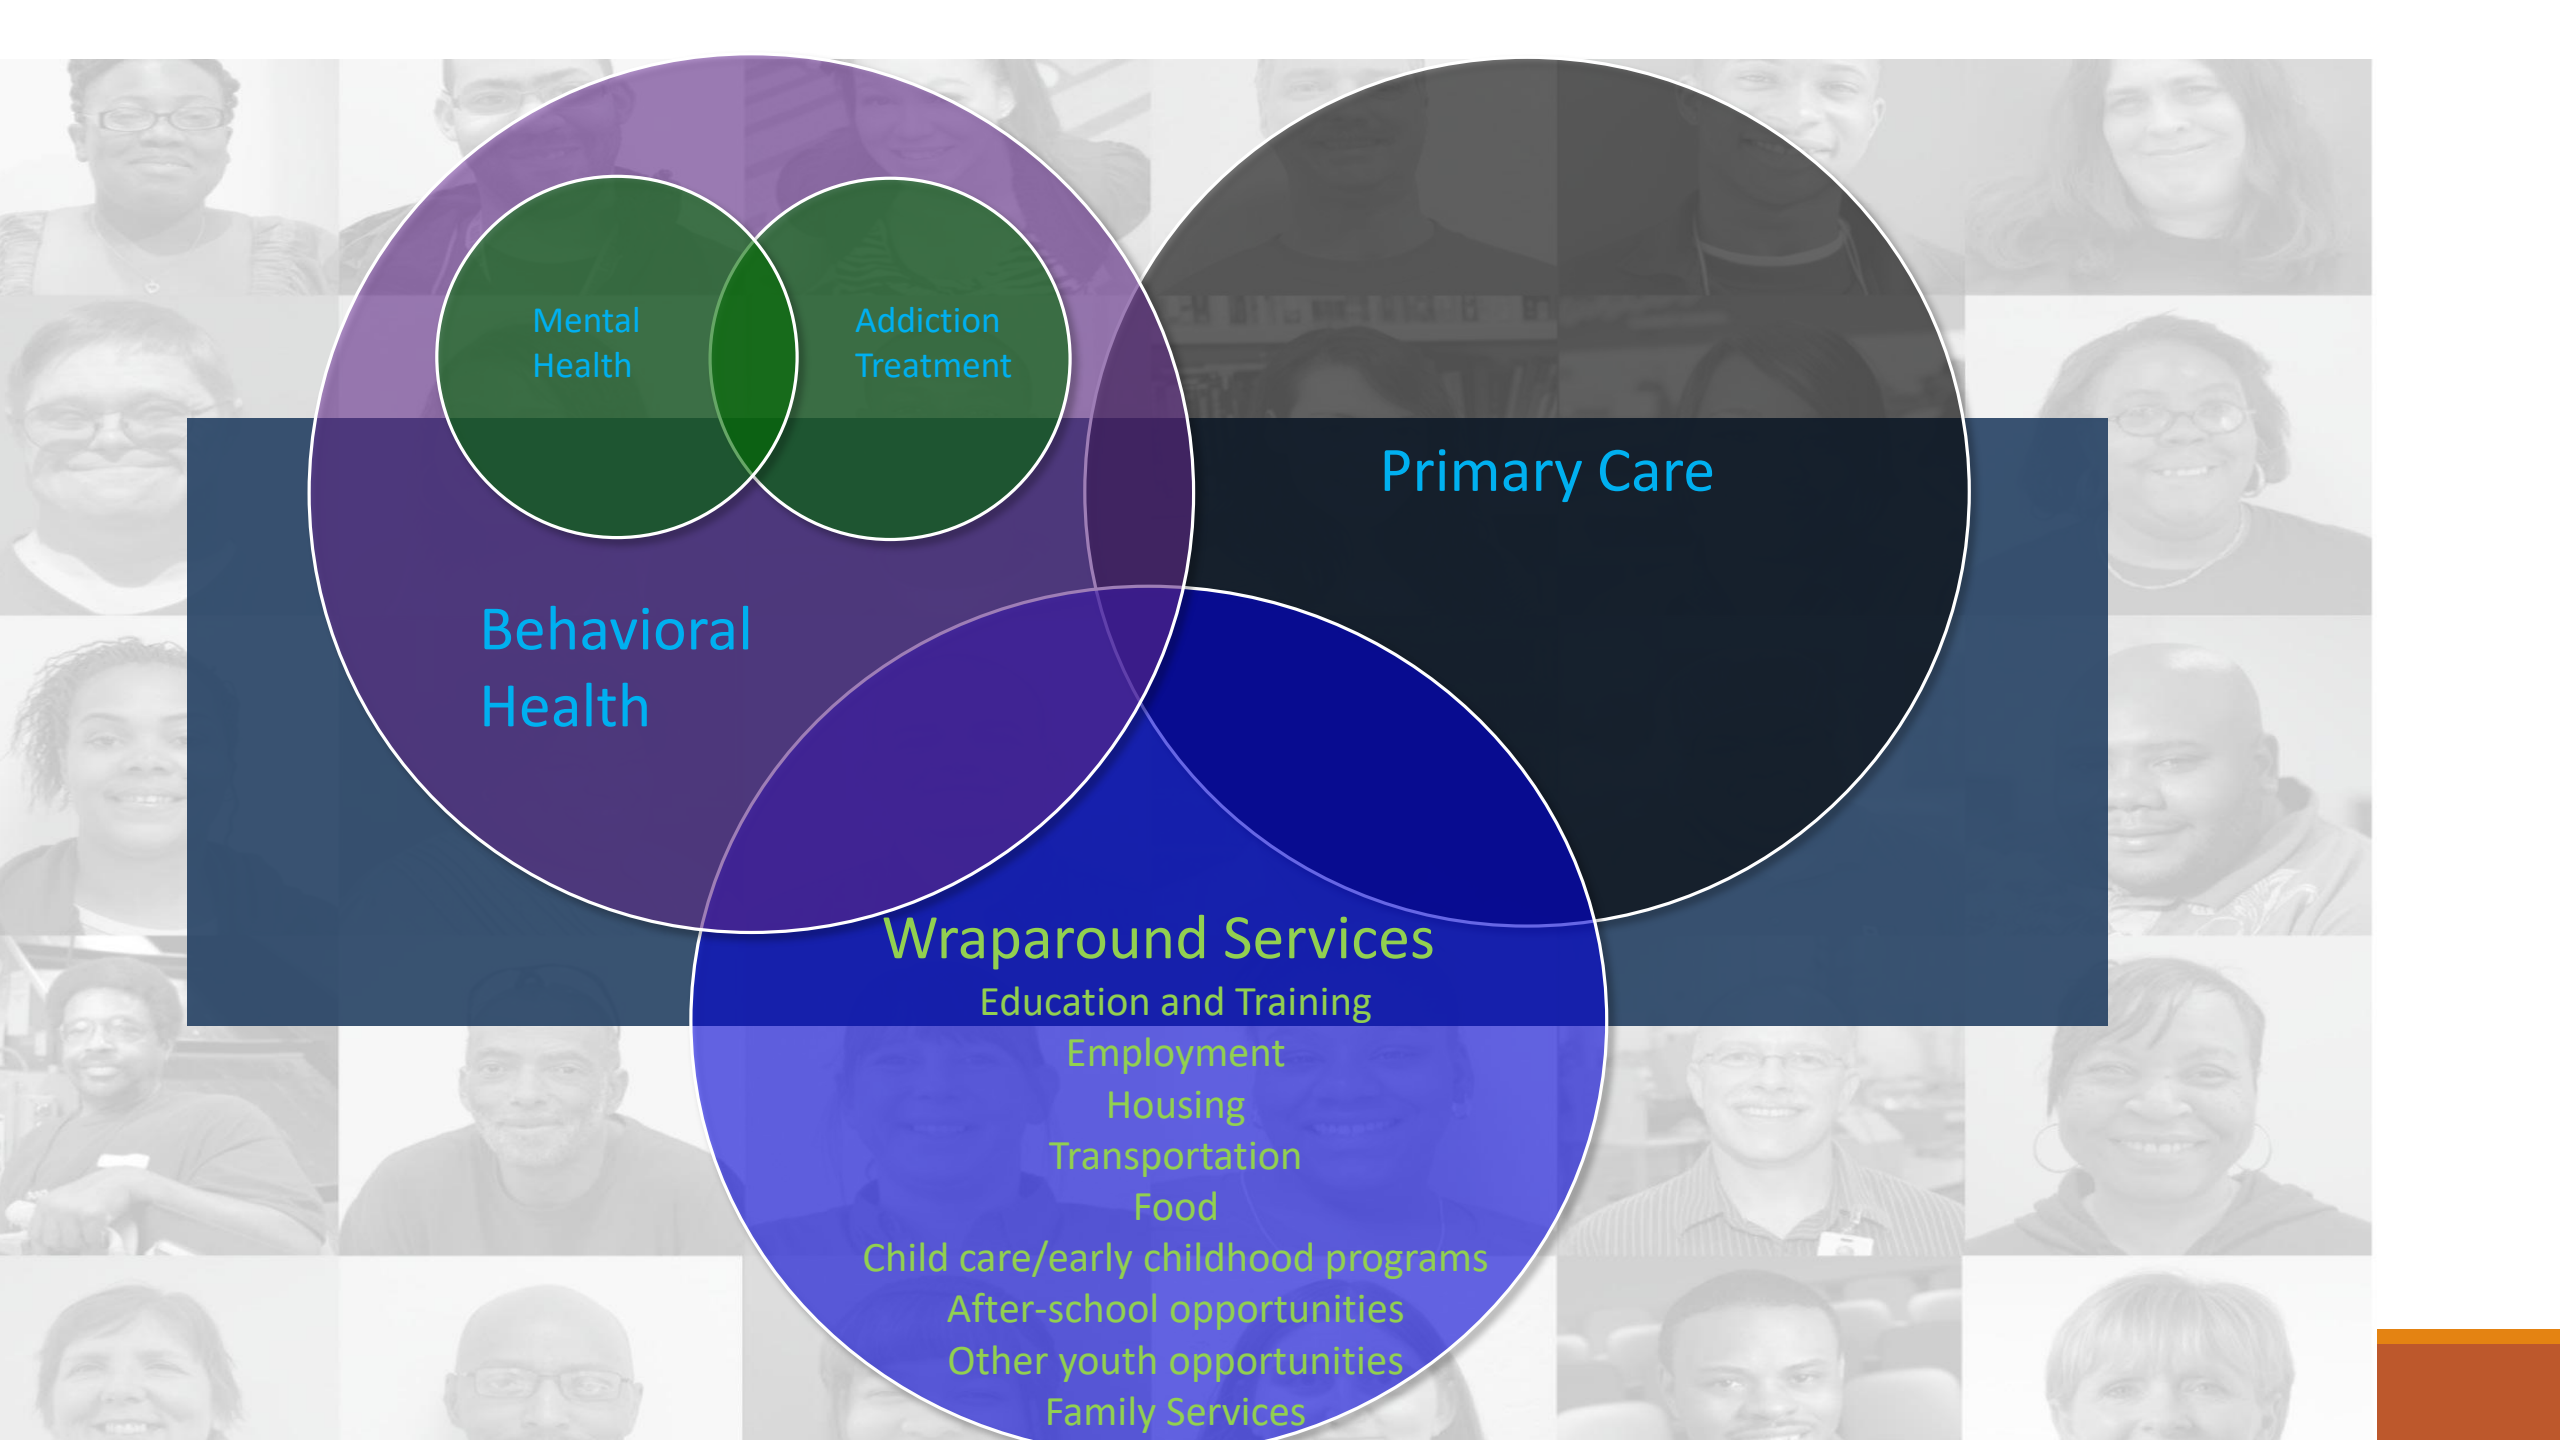 Mental
Health
Addiction
Treatment
Primary Care
Behavioral
Health
Wraparound Services
Education and Training
Employment
Housing
Transportation
Food
Child care/early childhood programs
After-school opportunities
Other youth opportunities
Family Services